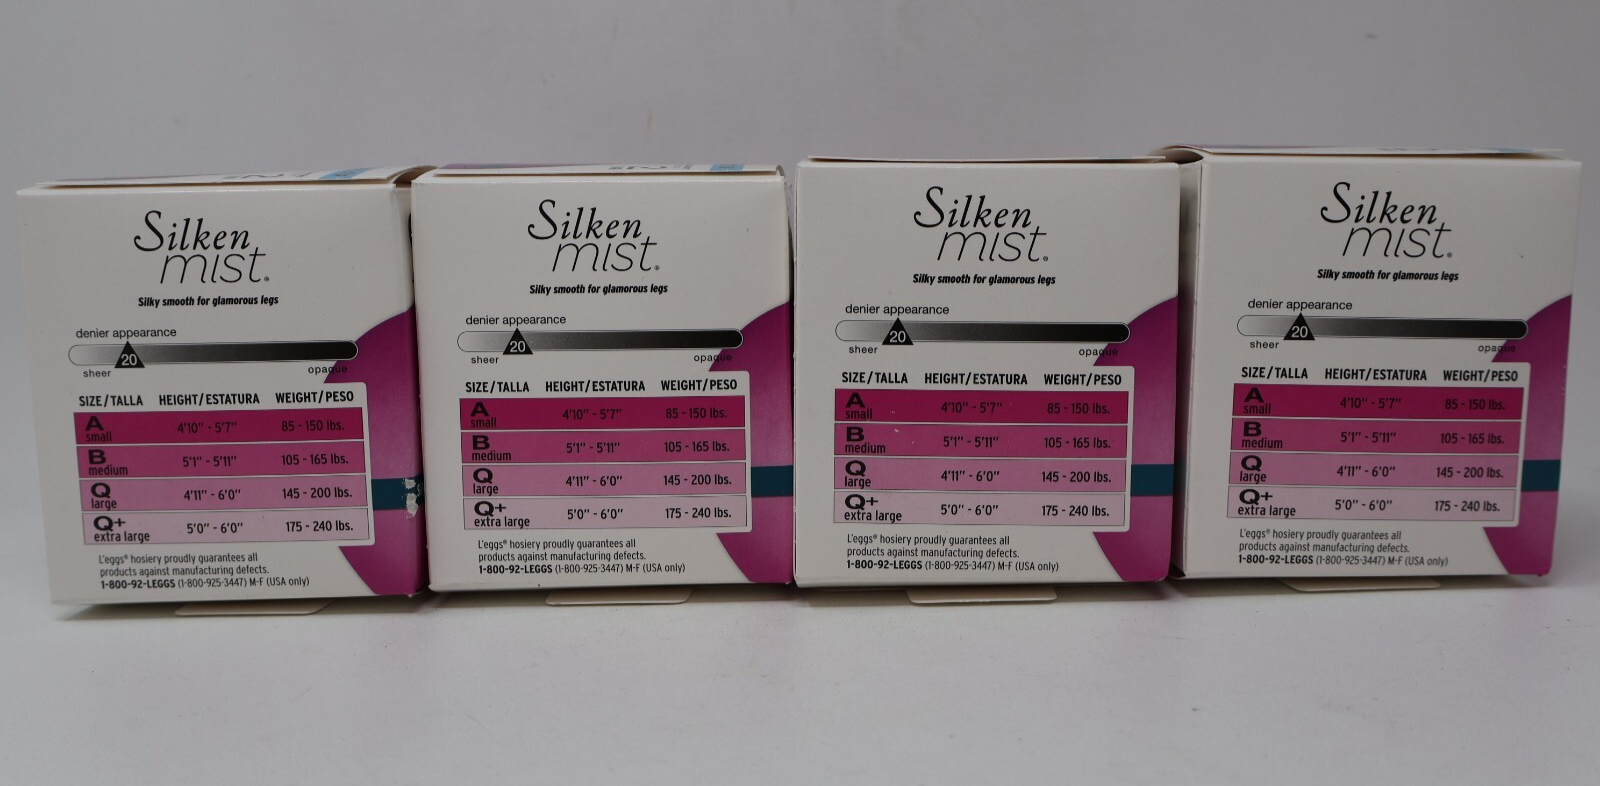 Silken
mist®
Silky smooth for glamorous legs
denier appearance
20
sheer
opaque
SIZE/TALLA HEIGHT/ESTATURA WEIGHT/PESO
A
small 4'10" - 5'7" 85 - 150 lbs.
B
medium 5'1" - 5'11" 105 - 165 lbs.
Q
large 4'11" - 6'0" 145 - 200 lbs.
Q+
extra large 5'0" - 6'0" 175 - 240 lbs.
L'eggs® hosiery proudly guarantees all
products against manufacturing defects.
1-800-92-LEGGS (1-800-925-3447) M-F (USA only)
Silken
mist®
Silky smooth for glamorous legs
denier appearance
20
sheer
opaque
SIZE/TALLA HEIGHT/ESTATURA WEIGHT/PESO
A
small 4'10" - 5'7" 85 - 150 lbs.
B
medium 5'1" - 5'11" 105 - 165 lbs.
Q
large 4'11" - 6'0" 145 - 200 lbs.
Q+
extra large 5'0" - 6'0" 175 - 240 lbs.
L'eggs® hosiery proudly guarantees all
products against manufacturing defects.
1-800-92-LEGGS (1-800-925-3447) M-F (USA only)
Silken
mist®
Silky smooth for glamorous legs
denier appearance
20
sheer
opaque
SIZE/TALLA HEIGHT/ESTATURA WEIGHT/PESO
A
small 4'10" - 5'7" 85 - 150 lbs.
B
medium 5'1" - 5'11" 105 - 165 lbs.
Q
large 4'11" - 6'0" 145 - 200 lbs.
Q+
extra large 5'0" - 6'0" 175 - 240 lbs.
L'eggs® hosiery proudly guarantees all
products against manufacturing defects.
1-800-92-LEGGS (1-800-925-3447) M-F (USA only)
Silken
mist®
Silky smooth for glamorous legs
denier appearance
20
sheer
opaque
SIZE/TALLA HEIGHT/ESTATURA WEIGHT/PESO
A
small 4'10" - 5'7" 85 - 150 lbs.
B
medium 5'1" - 5'11" 105 - 165 lbs.
Q
large 4'11" - 6'0" 145 - 200 lbs.
Q+
extra large 5'0" - 6'0" 175 - 240 lbs.
L'eggs® hosiery proudly guarantees all
products against manufacturing defects.
1-800-92-LEGGS (1-800-925-3447) M-F (USA only)